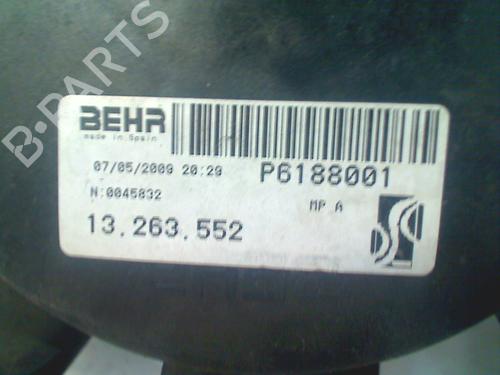 BEHR
made in Spain
07/05/2009 20:29
P6188001
N:0045832
MP A
13.263.552
B-PARTS